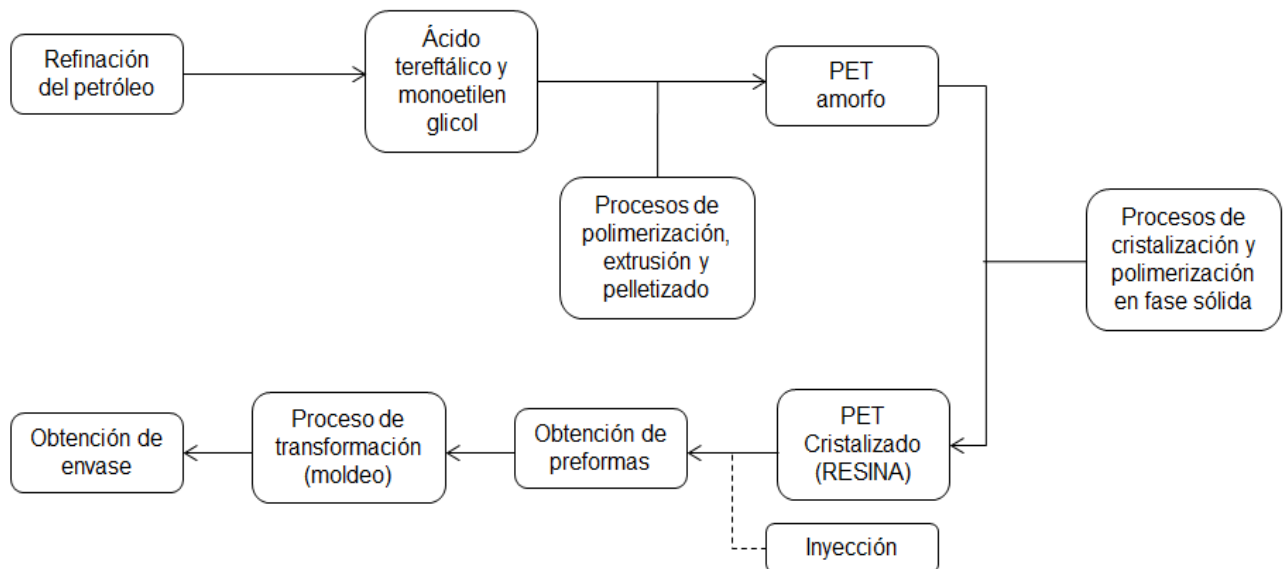 Refinación
del petróleo
Ácido
tereftálico y
monoetilen
glicol
PET
amorfo
Procesos de
polimerización,
extrusión y
pelletizado
Procesos de
cristalización y
polimerización
en fase sólida
Obtención de
envase
Proceso de
transformación
(moldeo)
Obtención de
preformas
PET
Cristalizado
(RESINA)
Inyección